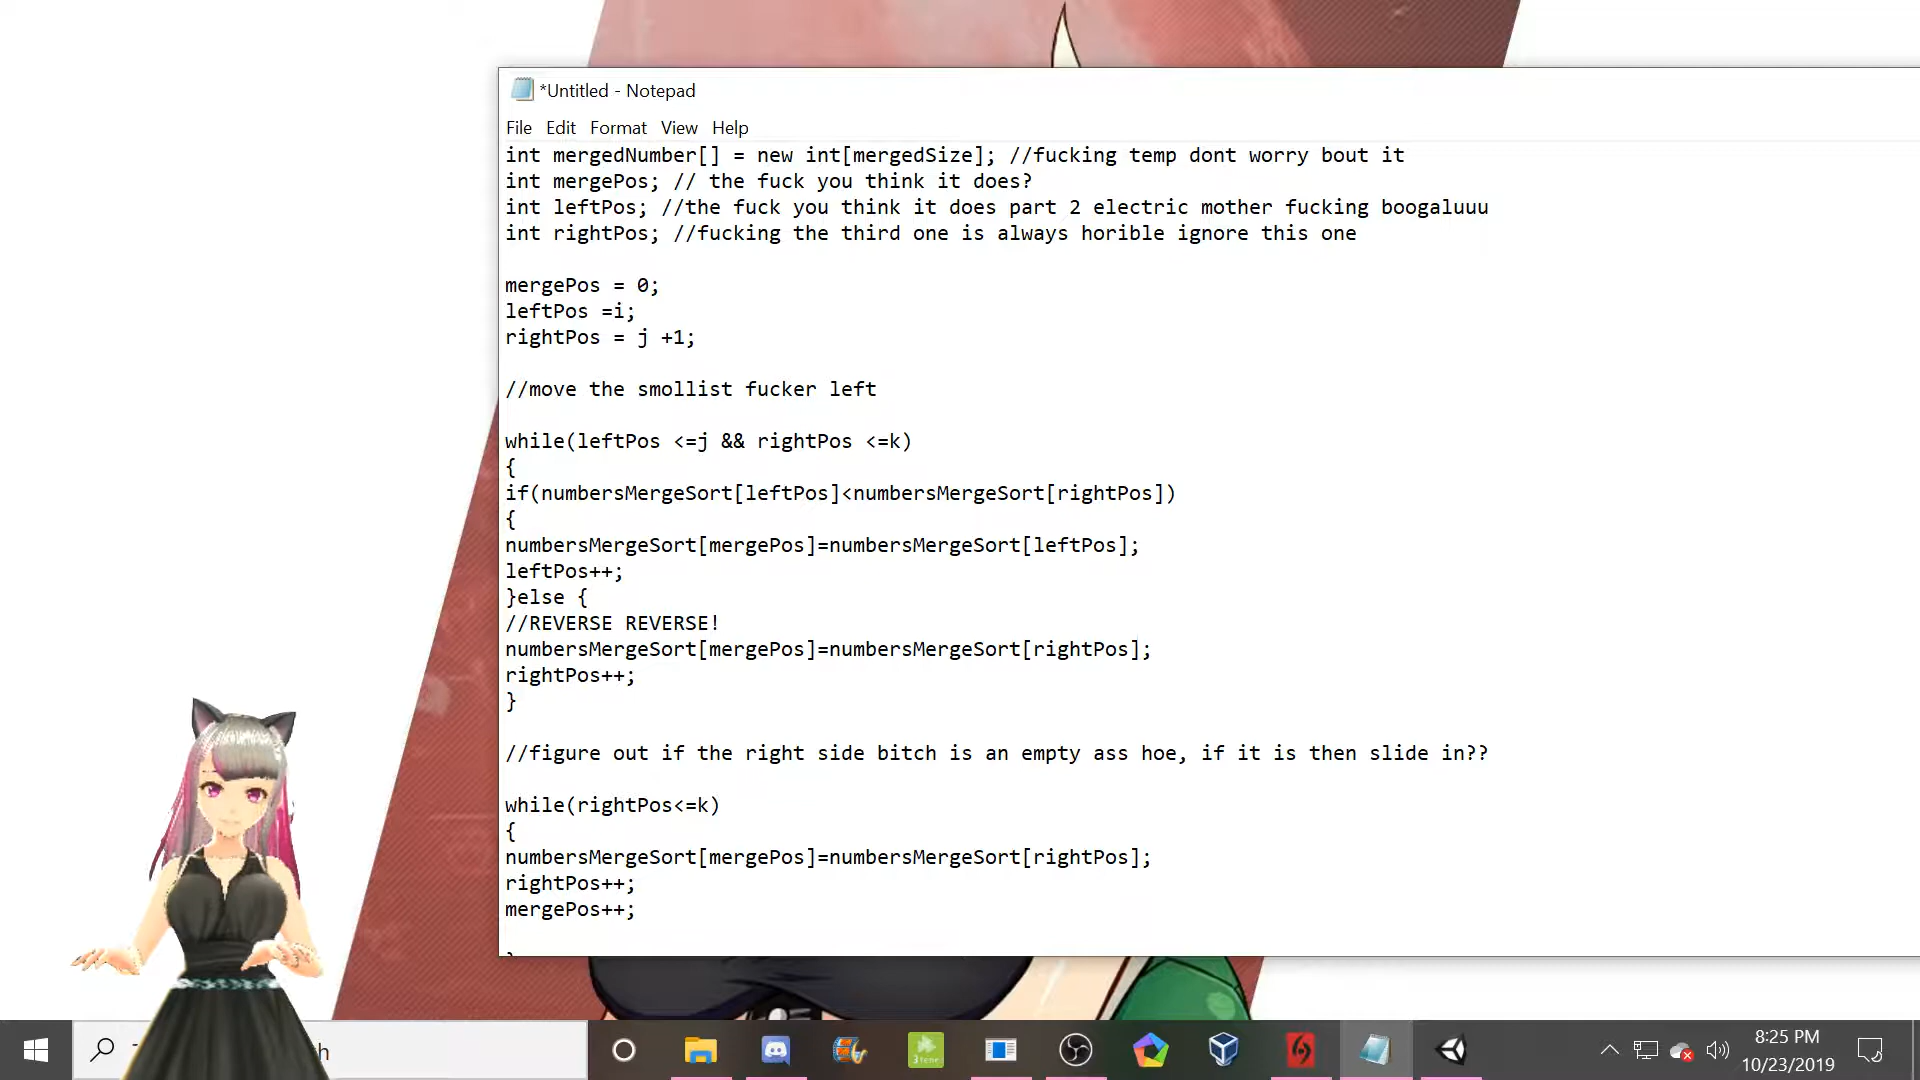 *Untitled - Notepad
File Edit Format View Help
int mergedNumber[] = new int[mergedSize]; //fucking temp dont worry bout it
int mergePos; // the fuck you think it does?
int leftPos; //the fuck you think it does part 2 electric mother fucking boogaluuu
int rightPos; //fucking the third one is always horible ignore this one
mergePos = 0;
leftPos =i;
rightPos = j +1;
//move the smollist fucker left
while(leftPos <=j && rightPos <=k)
{
if(numbersMergeSort[leftPos]<numbersMergeSort[rightPos])
{
numbersMergeSort[mergePos]=numbersMergeSort[leftPos];
leftPos++;
}else {
//REVERSE REVERSE!
numbersMergeSort[mergePos]=numbersMergeSort[rightPos];
rightPos++;
}
//figure out if the right side bitch is an empty ass hoe, if it is then slide in??
while(rightPos<=k)
{
numbersMergeSort[mergePos]=numbersMergeSort[rightPos];
rightPos++;
mergePos++;
3tene
8:25 PM
10/23/2019